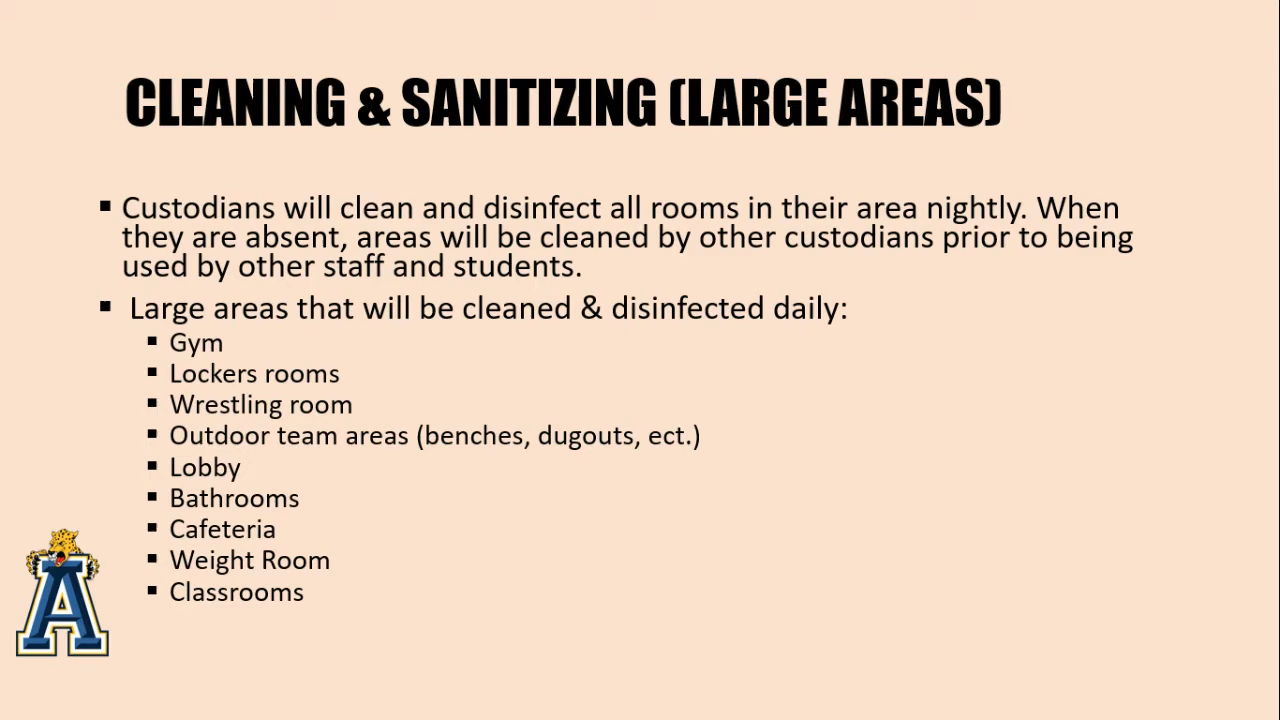 CLEANING & SANITIZING (LARGE AREAS)
▪ Custodians will clean and disinfect all rooms in their area nightly. When
they are absent, areas will be cleaned by other custodians prior to being
used by other staff and students.
▪ Large areas that will be cleaned & disinfected daily:
▪ Gym
▪ Lockers rooms
▪ Wrestling room
▪ Outdoor team areas (benches, dugouts, ect.)
▪ Lobby
▪ Bathrooms
▪ Cafeteria
▪ Weight Room
▪ Classrooms
A